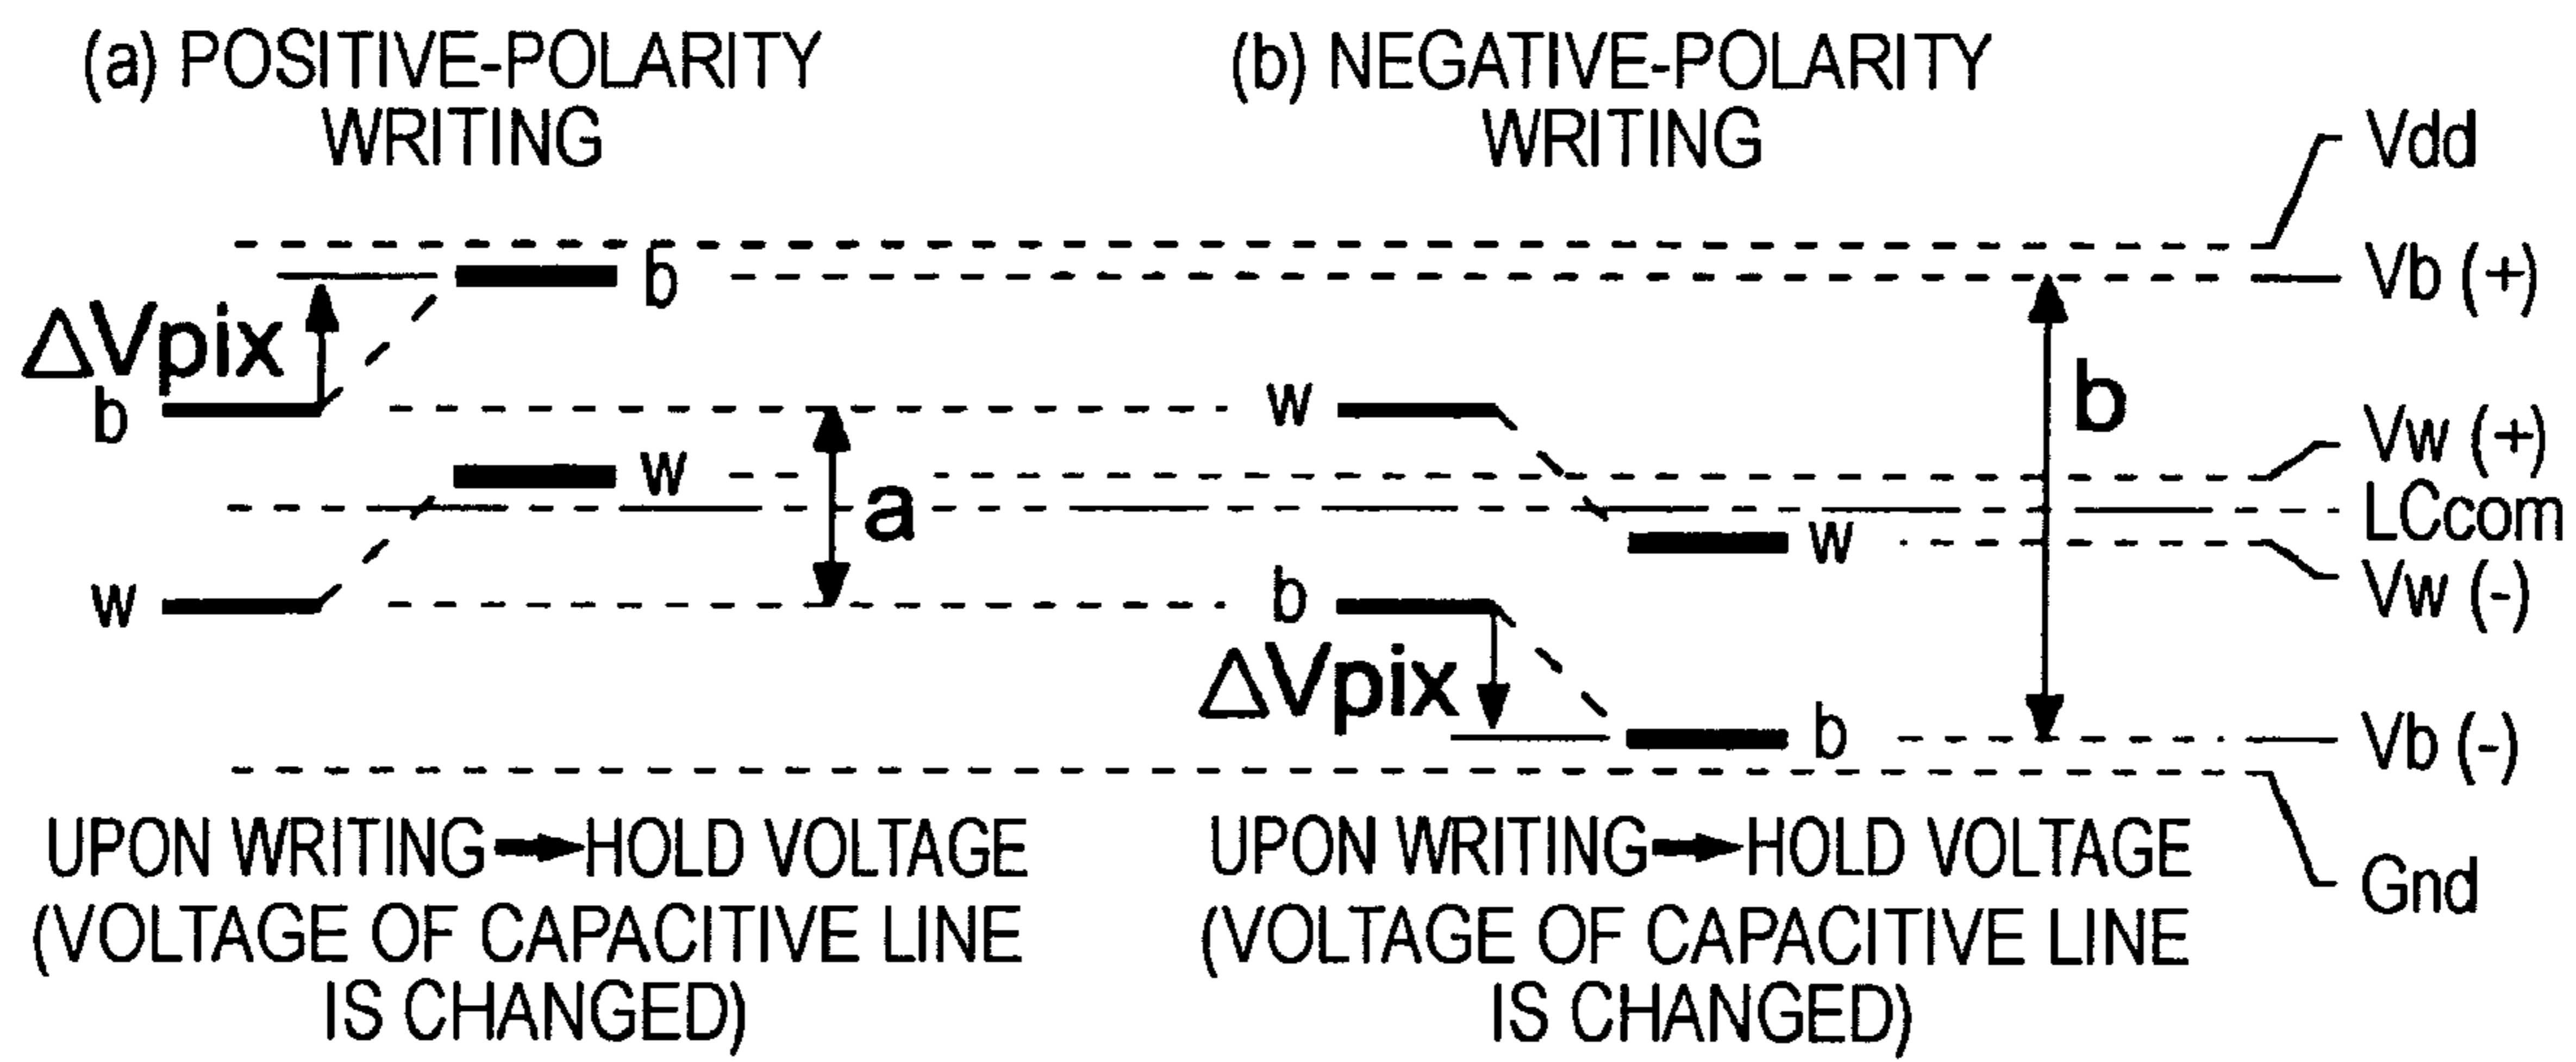 (a) POSITIVE-POLARITY
WRITING
(b) NEGATIVE-POLARITY
WRITING
Vdd
Vb (+)
b
ΔVpix
b
w
b
w
Vw (+)
a
LCcom
w
Vw (-)
w
b
ΔVpix
b
Vb (-)
Gnd
UPON WRITING➞HOLD VOLTAGE
(VOLTAGE OF CAPACITIVE LINE
IS CHANGED)
UPON WRITING➞HOLD VOLTAGE
(VOLTAGE OF CAPACITIVE LINE
IS CHANGED)